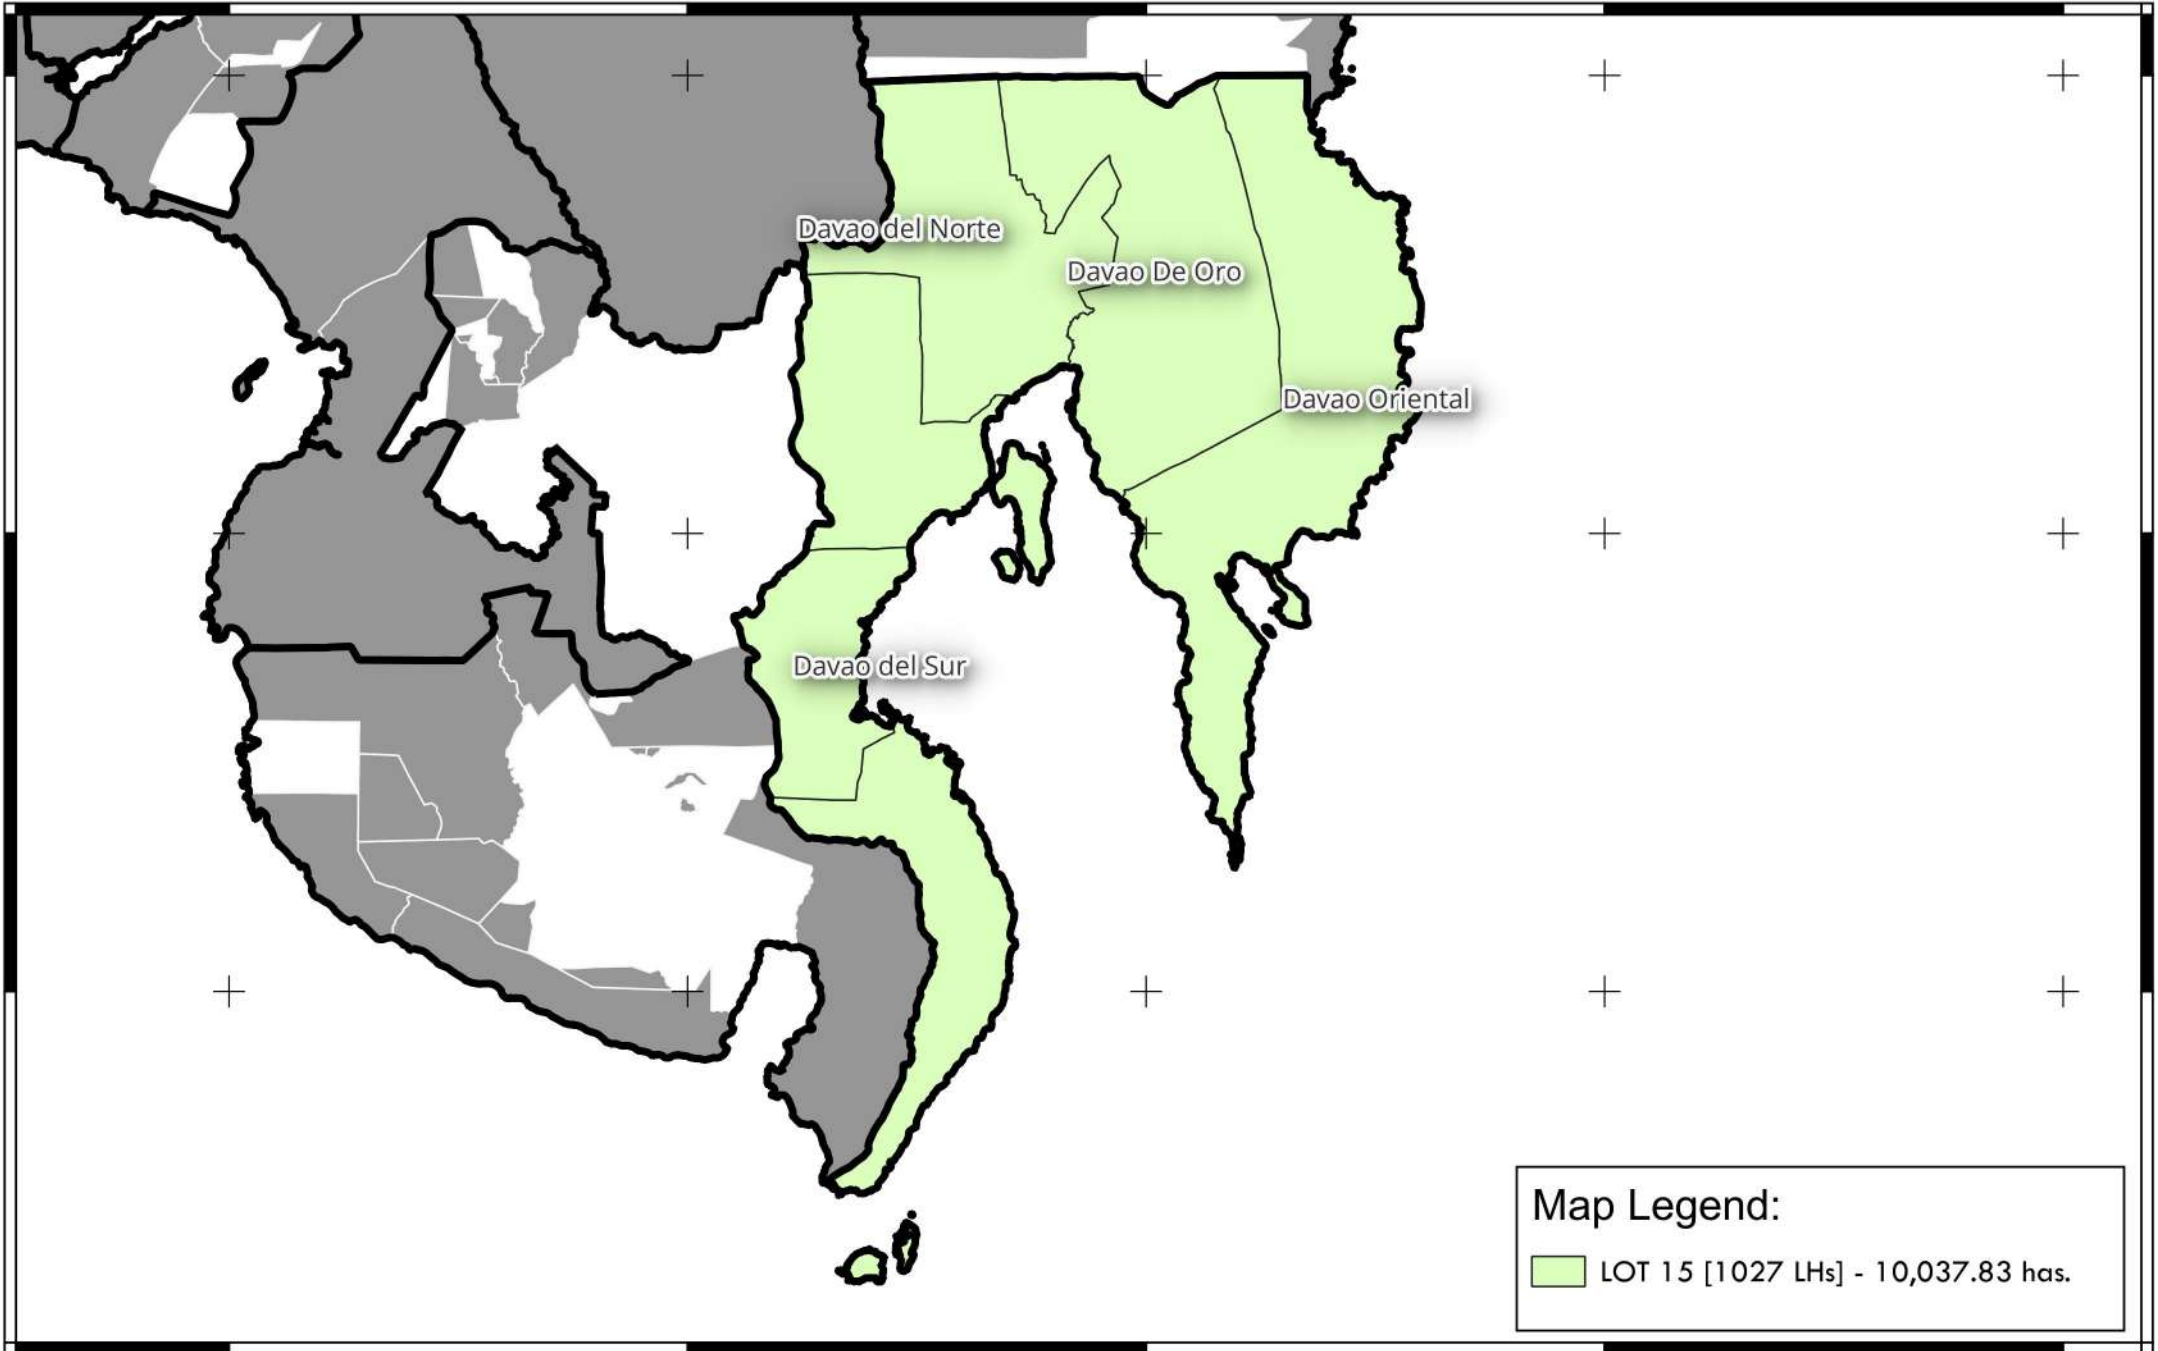 Davao del Norte
Davao De Oro
Davao Oriental
Davao del Sur
Map Legend:
LOT 15 [1027 LHs] - 10,037.83 has.